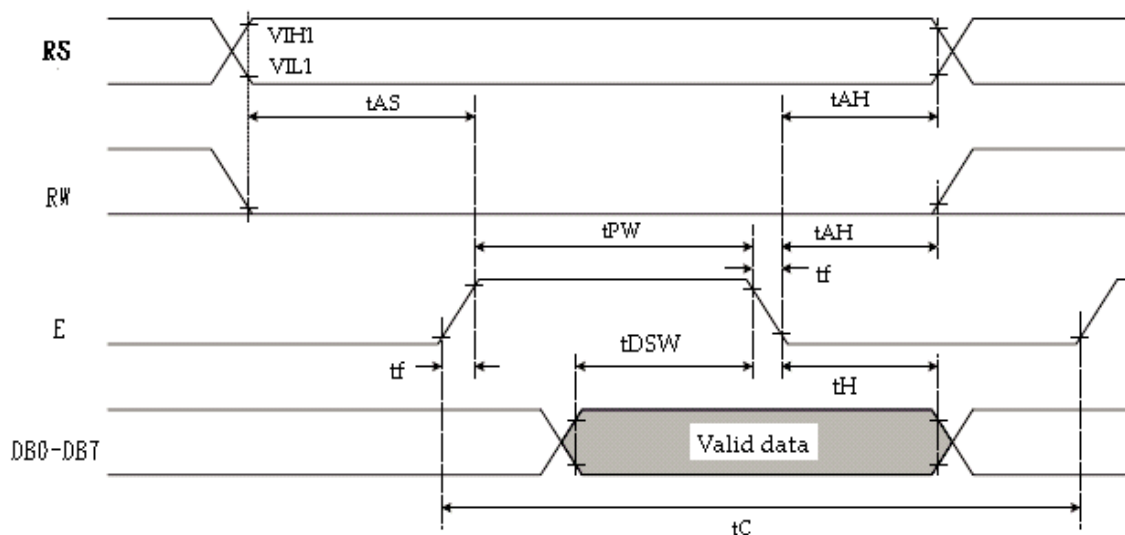 RS
VIH1
VIL1
tAS
tAH
RW
tPW
tAH
tf
E
tDSW
tf
tH
DB0-DB7
Valid data
tC